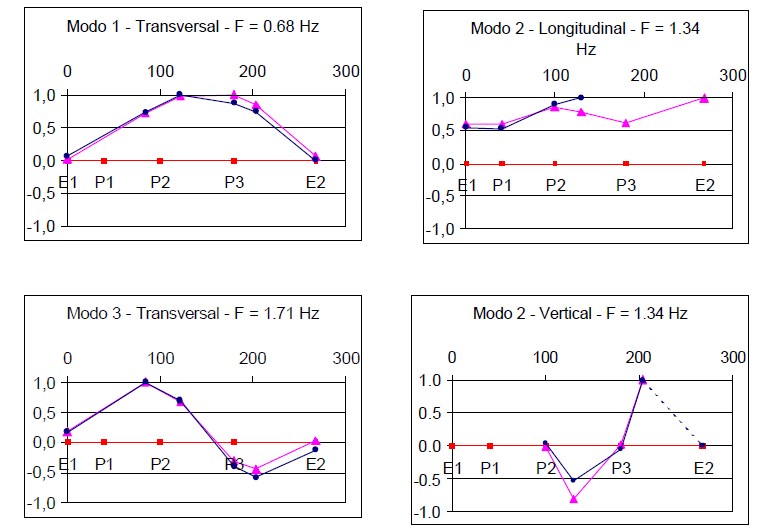 Modo 1 - Transversal - F = 0.68 Hz
0 100 200 300
1,0
0,5
0,0
E1 P1 P2 P3 E2
-0,5
-1,0
Modo 2 - Longitudinal - F = 1.34
Hz
0 100 200 300
1,0
0,5
0,0
E1 P1 P2 P3 E2
-0,5
-1,0
Modo 3 - Transversal - F = 1.71 Hz
0 100 200 300
1,0
0,5
0,0
E1 P1 P2 P3 E2
-0,5
-1,0
Modo 2 - Vertical - F = 1.34 Hz
0 100 200 300
1.0
0.5
0.0
E1 P1 P2 P3 E2
-0.5
-1.0